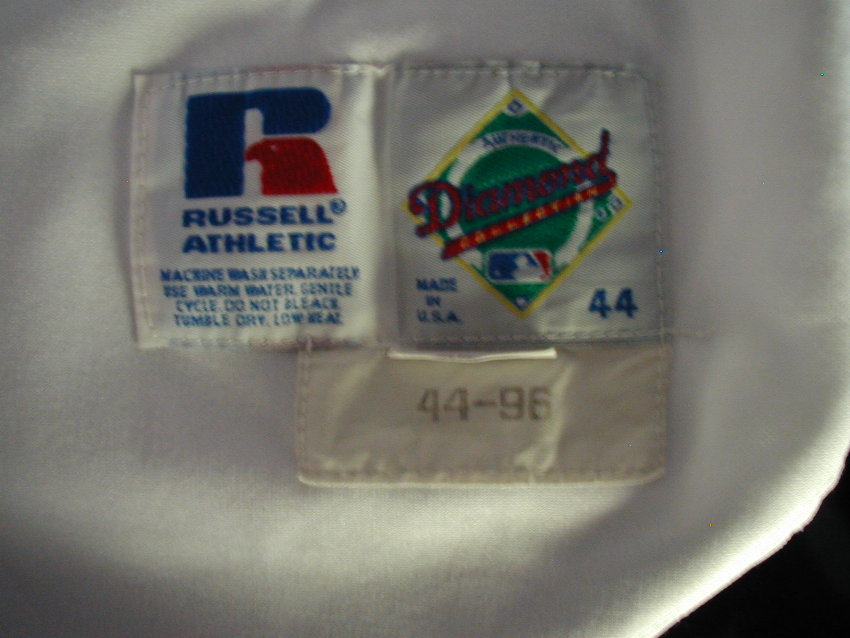 RUSSELL®
ATHLETIC
MACHINE WASH SEPARATELY
USE WARM WATER, GENTLE
CYCLE, DO NOT BLEACH,
TUMBLE DRY, LOW HEAT
AUTHENTIC
Diamond
COLLECTION
MADE
IN
U.S.A.
44
44-96